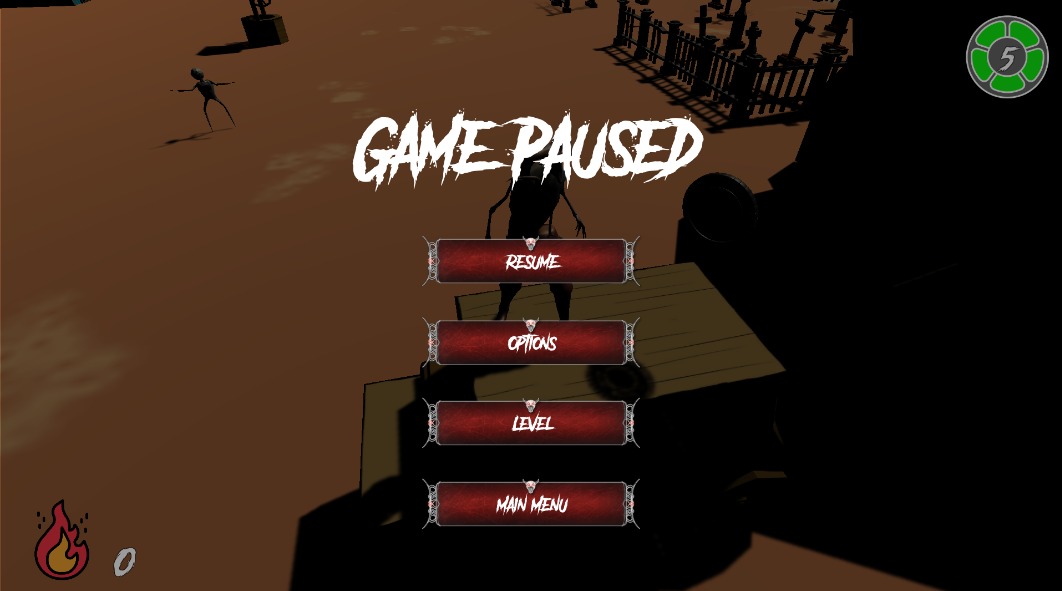 5
GAME PAUSED
RESUME
OPTIONS
LEVEL
MAIN MENU
0